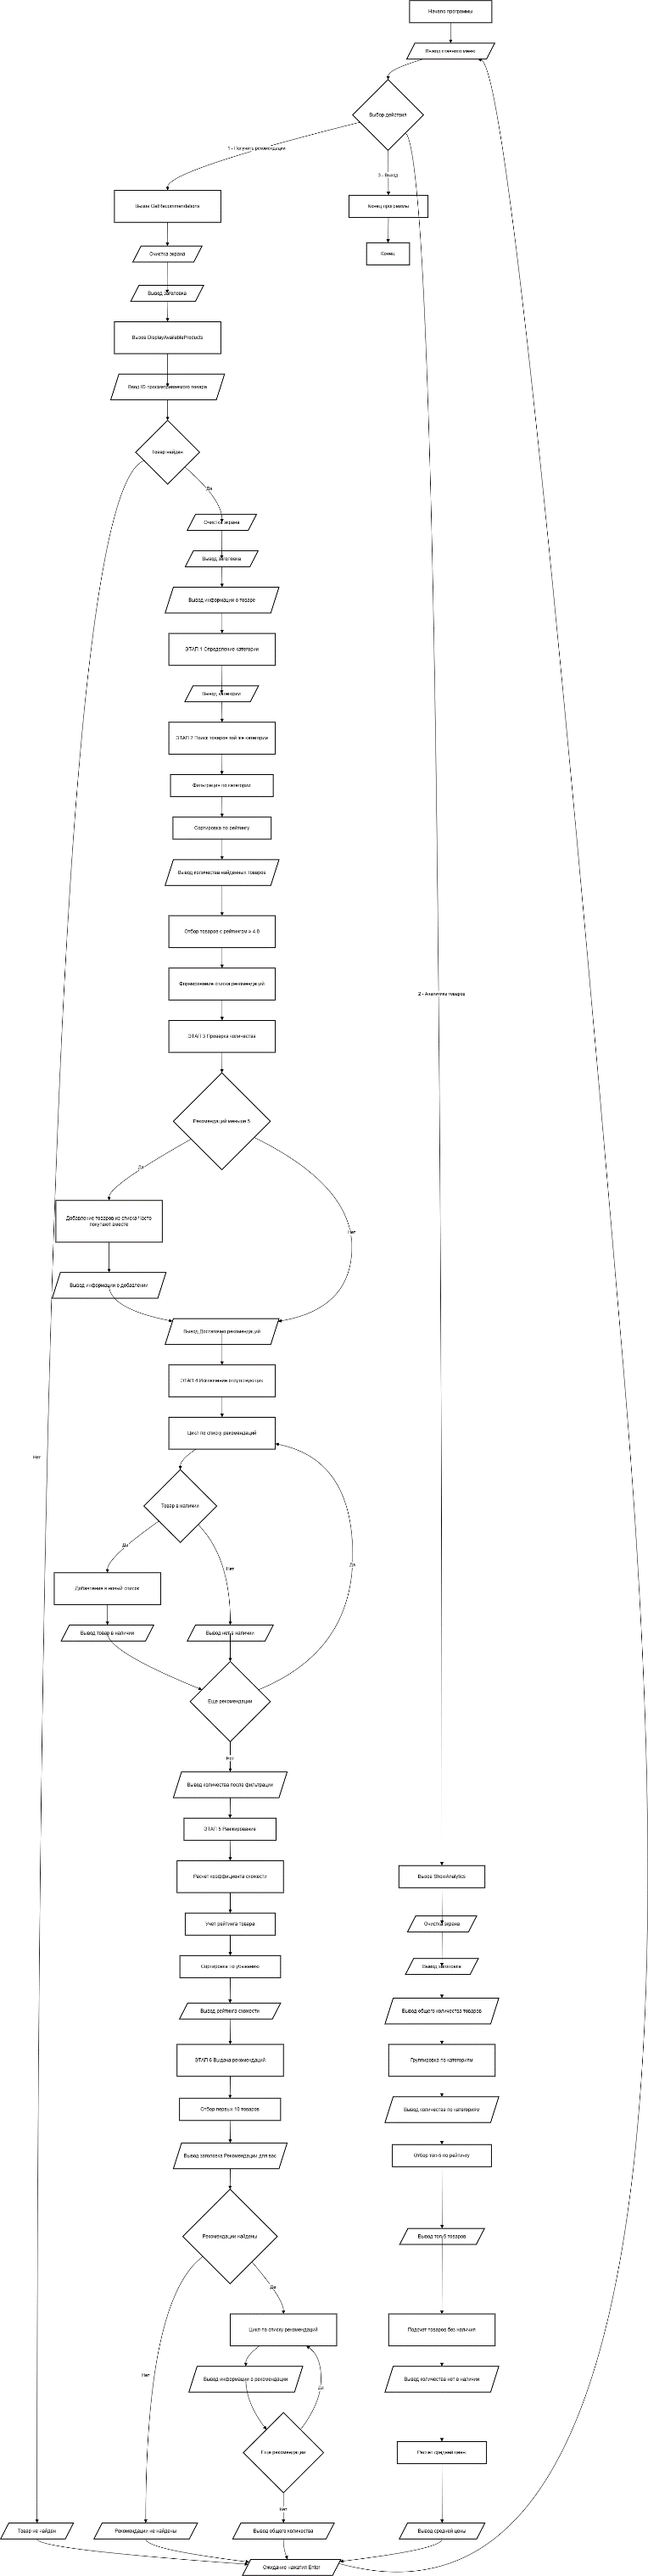 Начало программы
Вывод главного меню
Выбор действия
1 - Получить рекомендации
3 - Выход
Вызов GetRecommendations
Конец программы
Очистка экрана
Конец
Вывод заголовка
Вызов DisplayAvailableProducts
Ввод ID просматриваемого товара
Товар найден
Да
Очистка экрана
Вывод заголовка
Вывод информации о товаре
ЭТАП 1 Определение категории
Вывод категории
ЭТАП 2 Поиск товаров той же категории
Фильтрация по категории
Сортировка по рейтингу
Вывод количества найденных товаров
Отбор товаров с рейтингом ≥ 4.0
Формирование списка рекомендаций
2 - Аналитика товаров
ЭТАП 3 Проверка количества
Рекомендаций меньше 5
Да
Добавление товаров из списка Часто
покупают вместе
Нет
Вывод информации о добавлении
Вывод Достаточно рекомендаций
ЭТАП 4 Исключение отсутствующих
Цикл по списку рекомендаций
Нет
Товар в наличии
Да
Нет
Да
Добавление в новый список
Вывод товар в наличии
Вывод нет в наличии
Еще рекомендации
Нет
Вывод количества после фильтрации
ЭТАП 5 Ранжирование
Расчет коэффициента схожести
Вызов ShowAnalytics
Учет рейтинга товара
Очистка экрана
Сортировка по убыванию
Вывод заголовка
Вывод рейтинга схожести
Вывод общего количества товаров
ЭТАП 6 Выдача рекомендаций
Группировка по категориям
Отбор первых 10 товаров
Вывод количества по категориям
Вывод заголовка Рекомендации для вас
Отбор топ-5 по рейтингу
Рекомендации найдены
Вывод топ-5 товаров
Да
Цикл по списку рекомендаций
Подсчет товаров без наличия
Нет
Вывод информации о рекомендации
Вывод количества нет в наличии
Да
Еще рекомендации
Расчет средней цены
Нет
Товар не найден
Рекомендации не найдены
Вывод общего количества
Вывод средней цены
Ожидание нажатия Enter